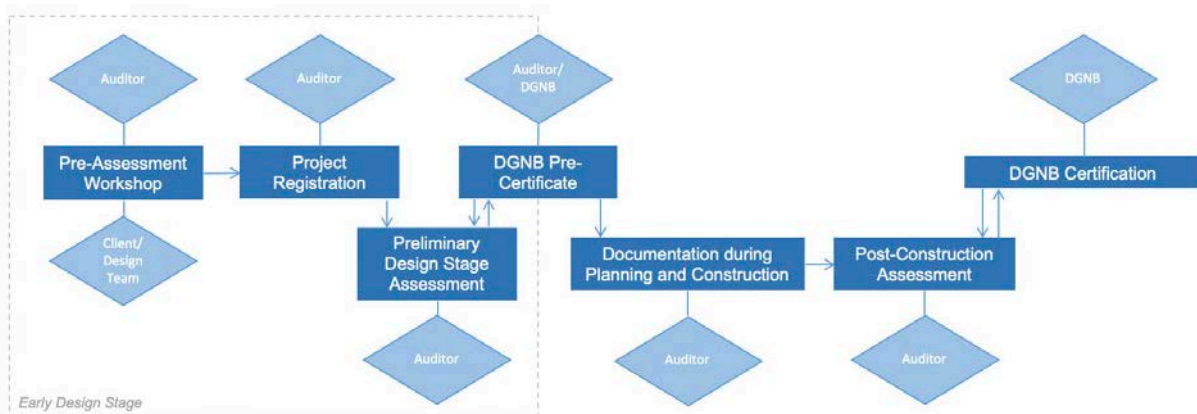 Auditor
Auditor
Auditor/
DGNB
DGNB
Pre-Assessment
Workshop
Project
Registration
DGNB Pre-
Certificate
DGNB Certification
Client/
Design
Team
Preliminary
Design Stage
Assessment
Documentation during
Planning and Construction
Post-Construction
Assessment
Auditor
Auditor
Auditor
Early Design Stage